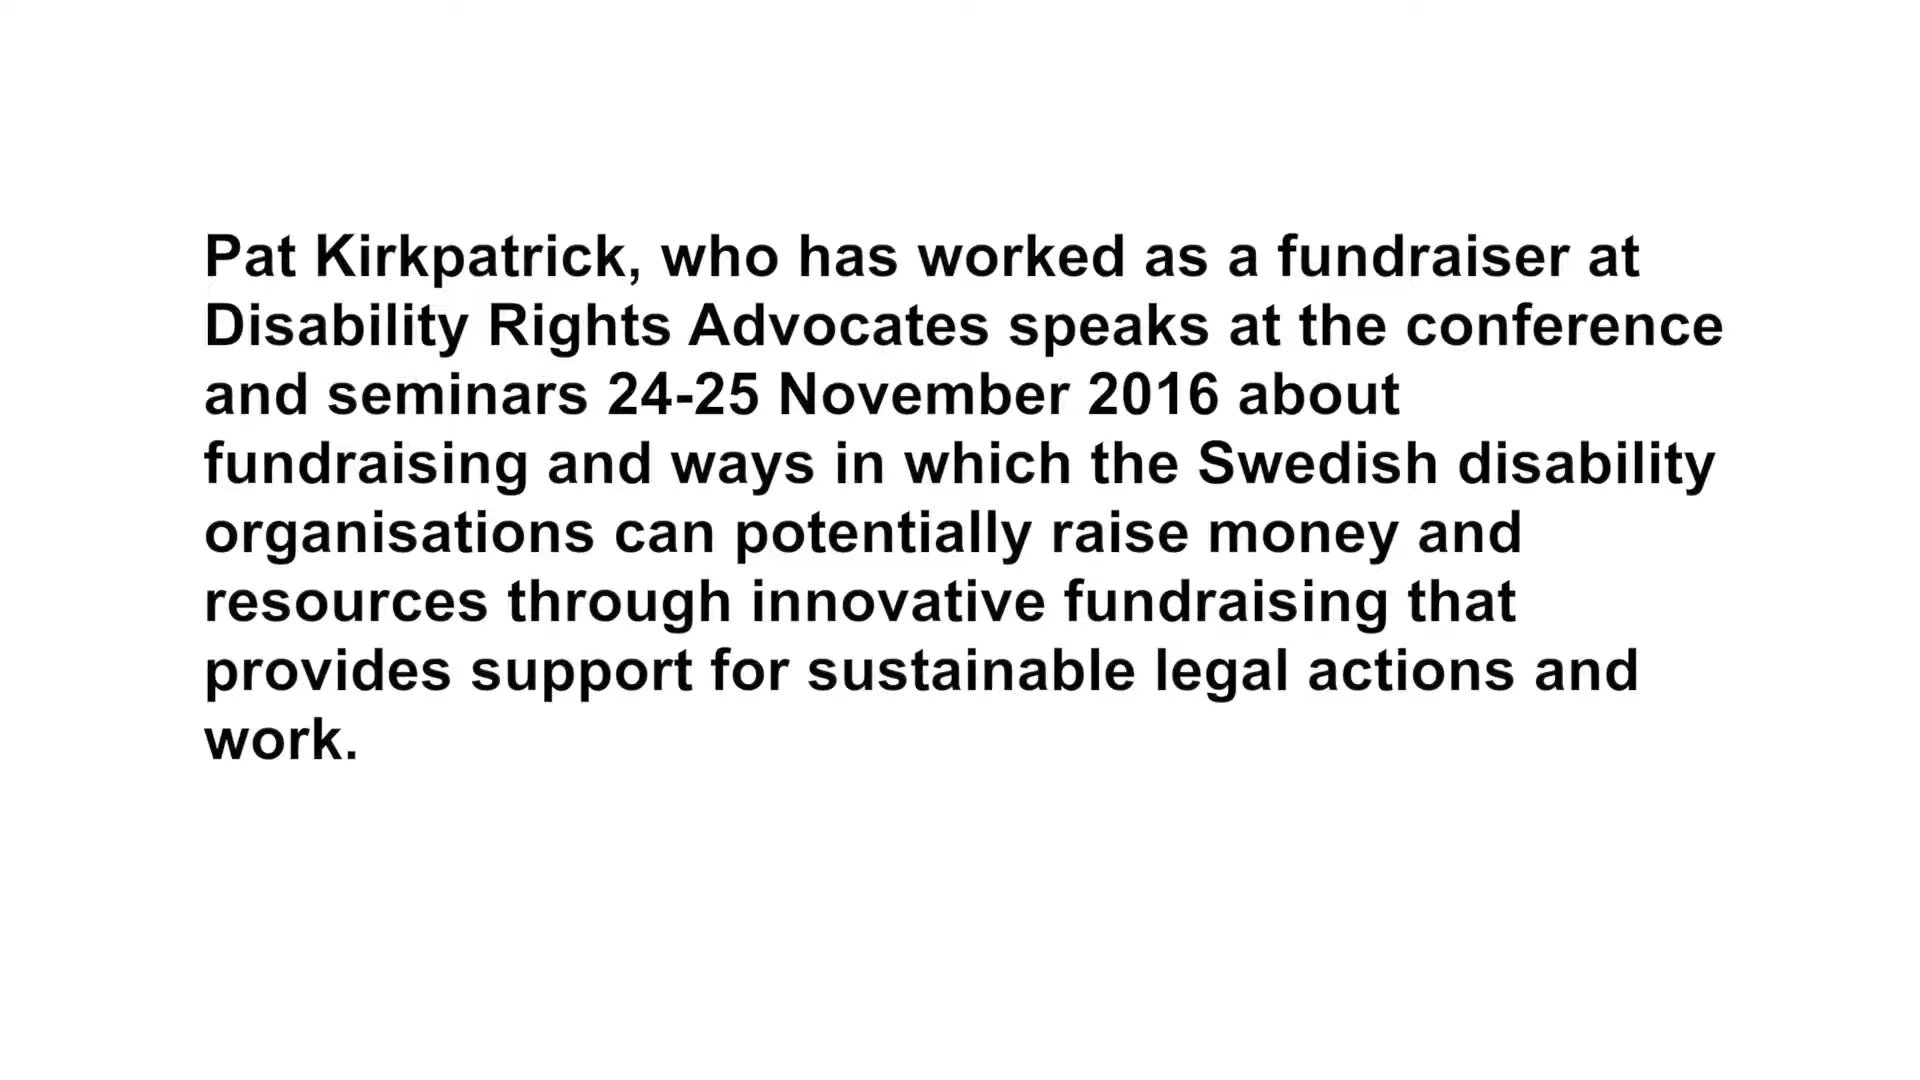 Pat Kirkpatrick, who has worked as a fundraiser at
Disability Rights Advocates speaks at the conference
and seminars 24-25 November 2016 about
fundraising and ways in which the Swedish disability
organisations can potentially raise money and
resources through innovative fundraising that
provides support for sustainable legal actions and
work.